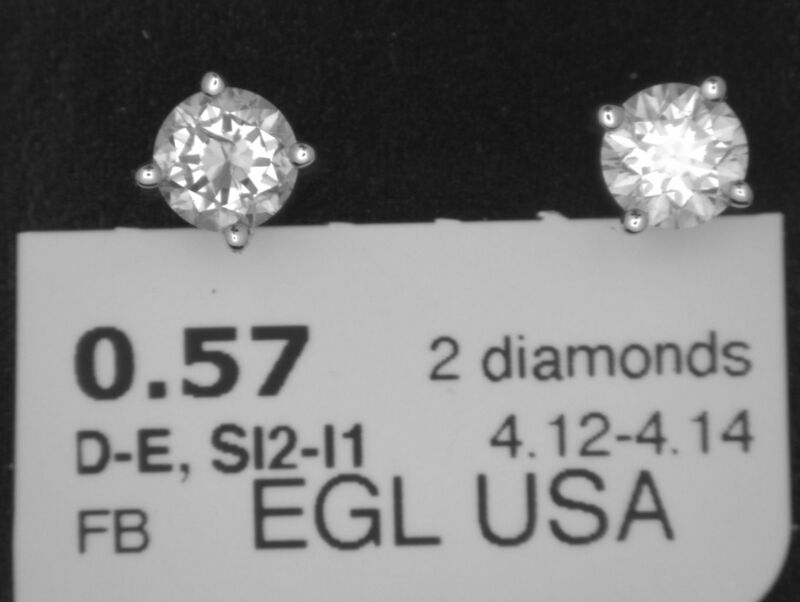 0.57 2 diamonds
D-E, SI2-I1 4.12-4.14
FB EGL USA